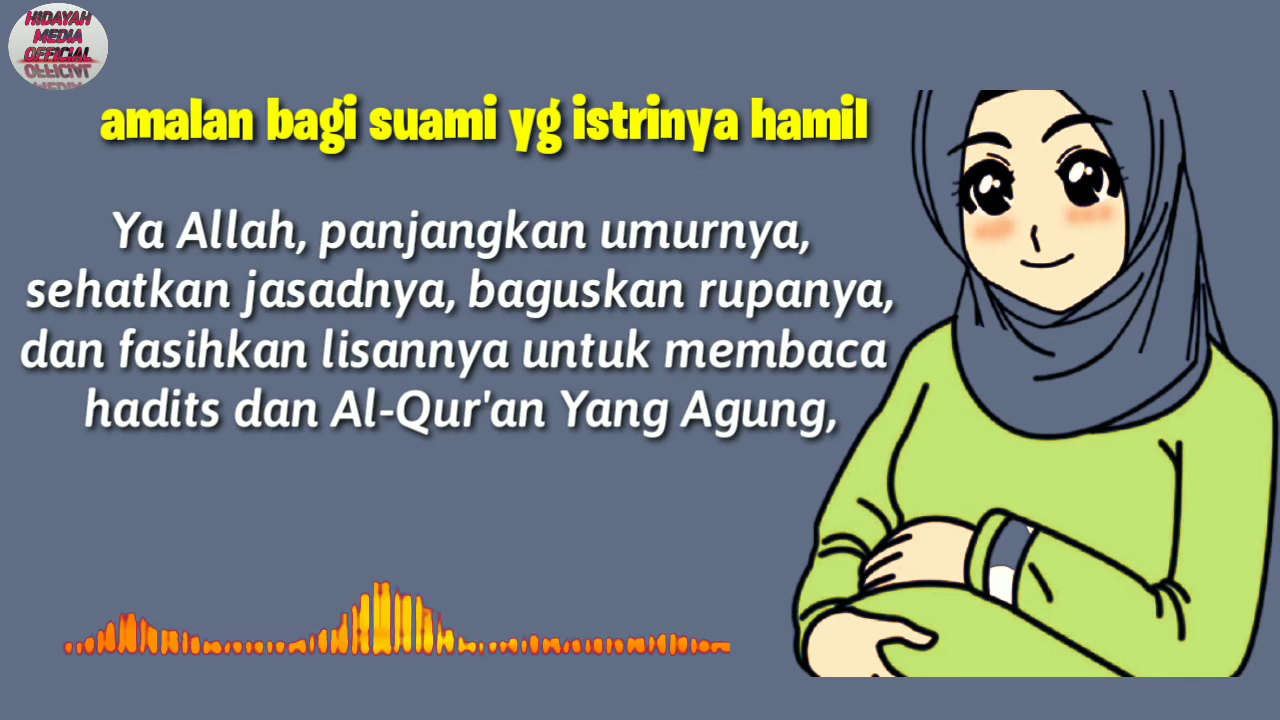 HIDAYAH
MEDIA
OFFICIAL
amalan bagi suami yg istrinya hamil
Ya Allah, panjangkan umurnya,
sehatkan jasadnya, baguskan rupanya,
dan fasihkan lisannya untuk membaca
hadits dan Al-Qur'an Yang Agung,